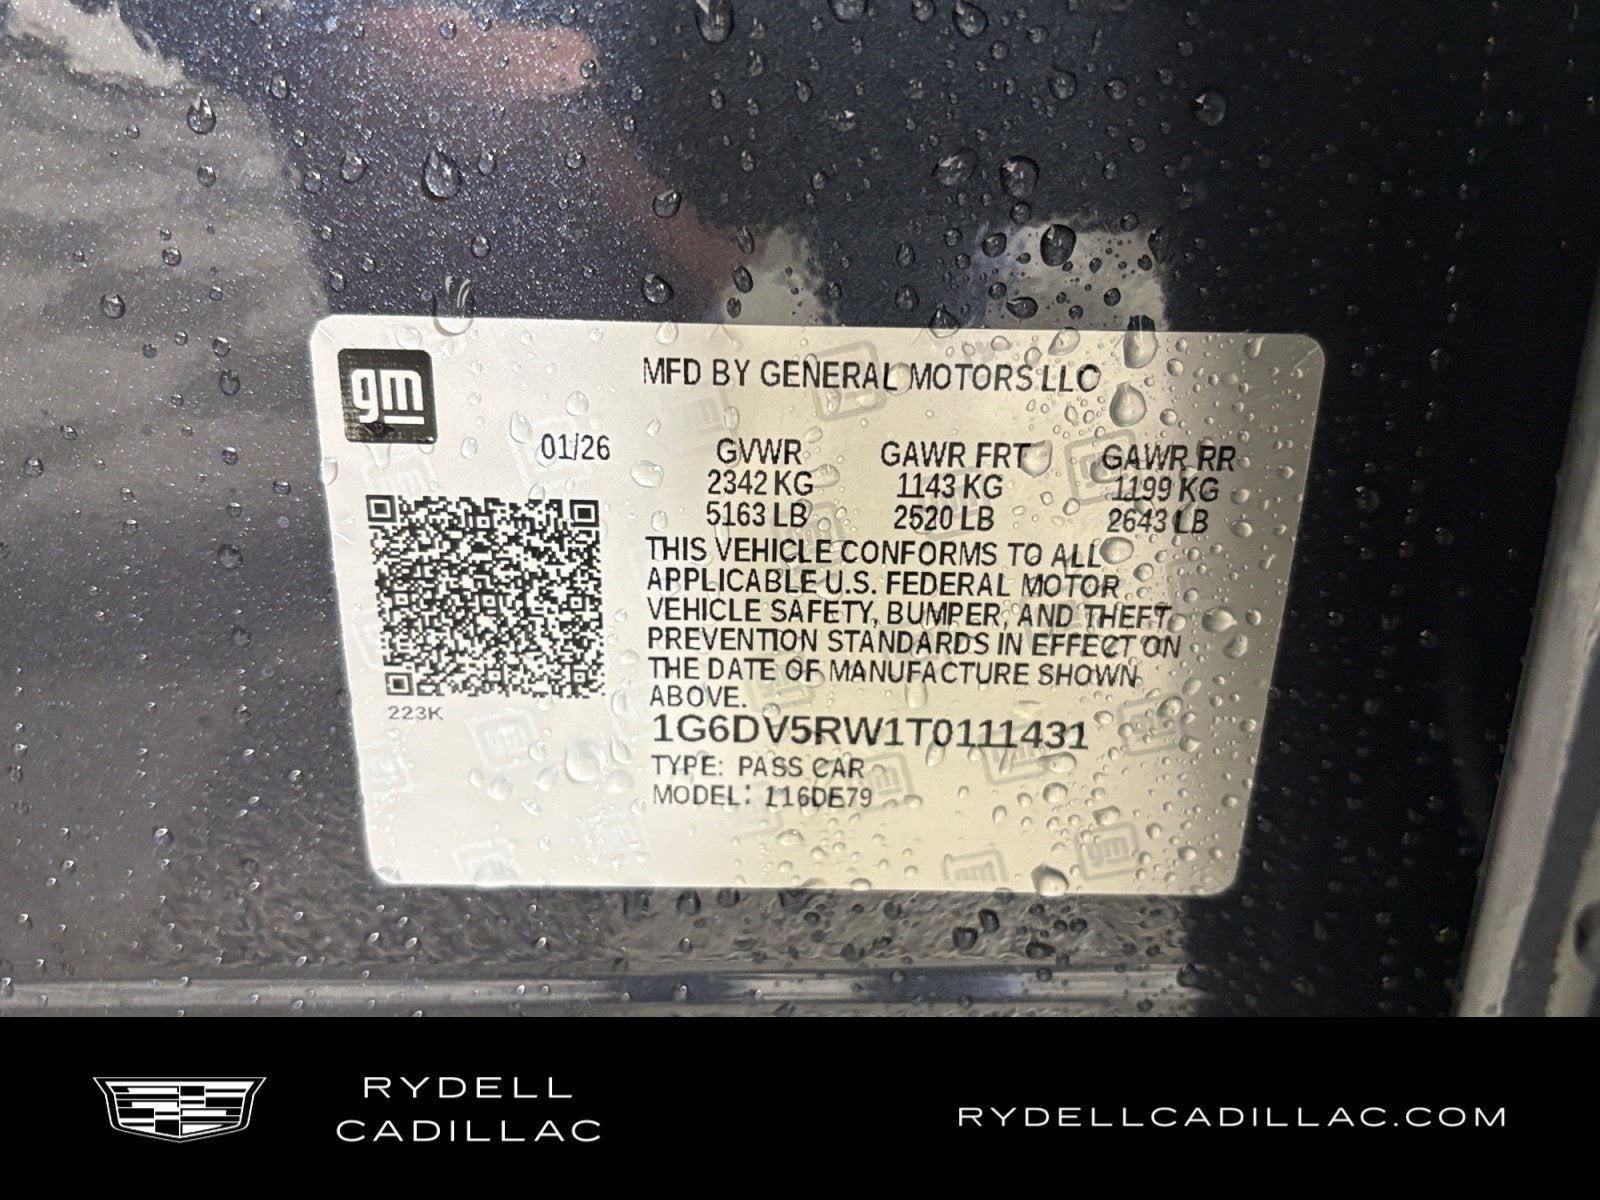 gm
MFD BY GENERAL MOTORS LLC
01/26
GVWR GAWR FRT GAWR RR
2342 KG 1143 KG 1199 KG
5163 LB 2520 LB 2643 LB
THIS VEHICLE CONFORMS TO ALL
APPLICABLE U.S. FEDERAL MOTOR
VEHICLE SAFETY, BUMPER, AND THEFT
PREVENTION STANDARDS IN EFFECT ON
THE DATE OF MANUFACTURE SHOWN
ABOVE.
223K
1G6DV5RW1T0111431
TYPE: PASS CAR
MODEL: 116DE79
RYDELL
CADILLAC
RYDELLCADILLAC.COM